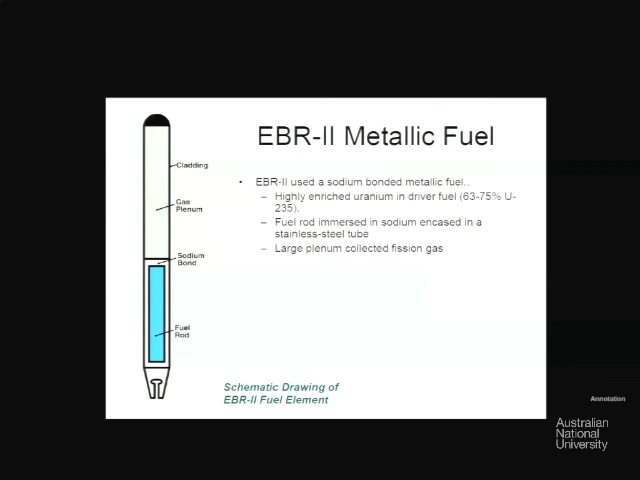 EBR-II Metallic Fuel
Cladding
Gas
Plenum
Sodium
Bond
Fuel
Rod
• EBR-II used a sodium bonded metallic fuel..
– Highly enriched uranium in driver fuel (63-75% U-
235).
– Fuel rod immersed in sodium encased in a
stainless-steel tube
– Large plenum collected fission gas
Schematic Drawing of
EBR-II Fuel Element
Annotation
Australian
National
University